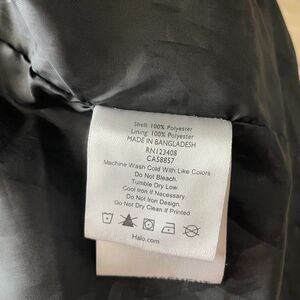 Shell: 100% Polyester
Lining: 100% Polyester
MADE IN BANGLADESH
RN123408
CA58857
Machine Wash Cold With Like Colors
Do Not Bleach.
Tumble Dry Low.
Cool Iron if Necessary
Do Not Iron Design.
Do Not Dry Clean If Printed
Halo.com